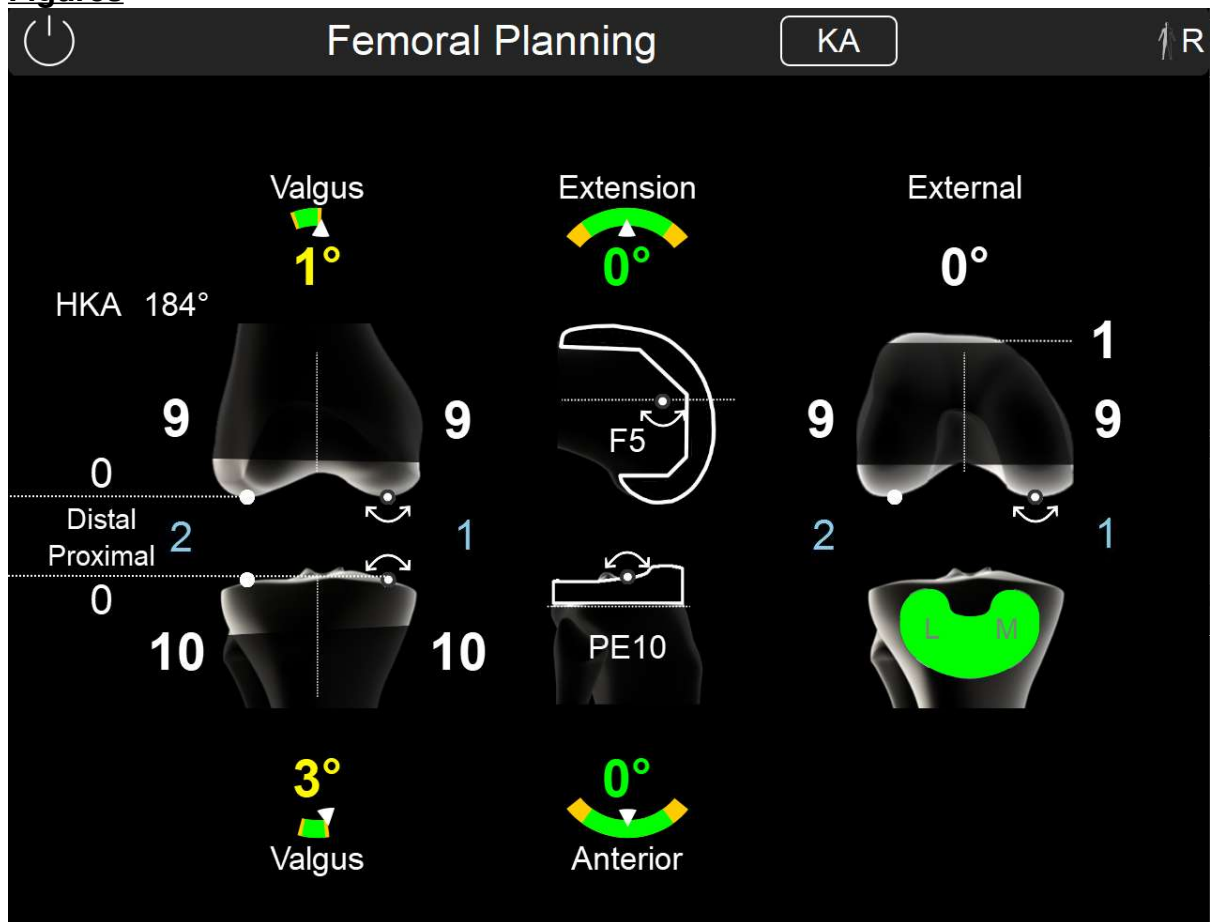 Figures
Femoral Planning KA R
Valgus Extension External
1° 0° 0°
HKA 184°
1
9 9 F5 9 9
0
Distal
2 1 2 1
Proximal
0
L M
10 10 PE10
3° 0°
Valgus Anterior